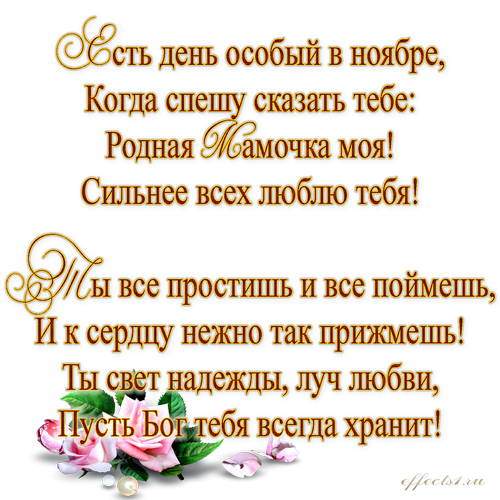 Есть день особый в ноябре,
Когда спешу сказать тебе:
Родная Мамочка моя!
Сильнее всех люблю тебя!
Ты все простишь и все поймешь,
И к сердцу нежно так прижмешь!
Ты свет надежды, луч любви,
Пусть Бог тебя всегда хранит!
effects1.ru